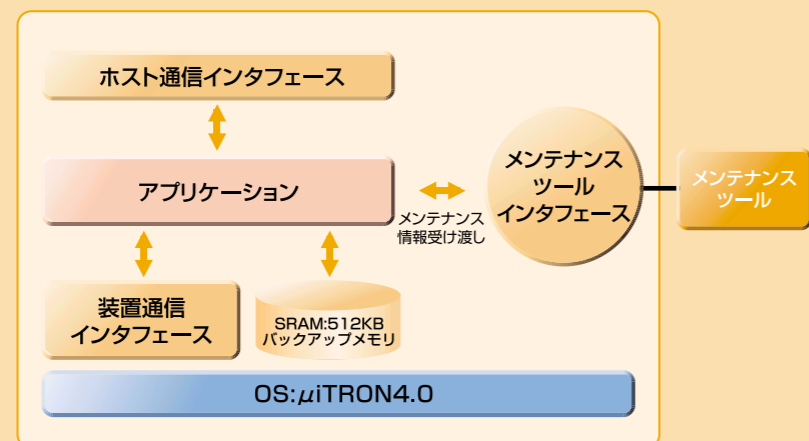 ホスト通信インタフェース
アプリケーション
メンテナンス
情報受け渡し
メンテナンス
ツール
インタフェース
メンテナンス
ツール
装置通信
インタフェース
SRAM:512KB
バックアップメモリ
OS:μiTRON4.0